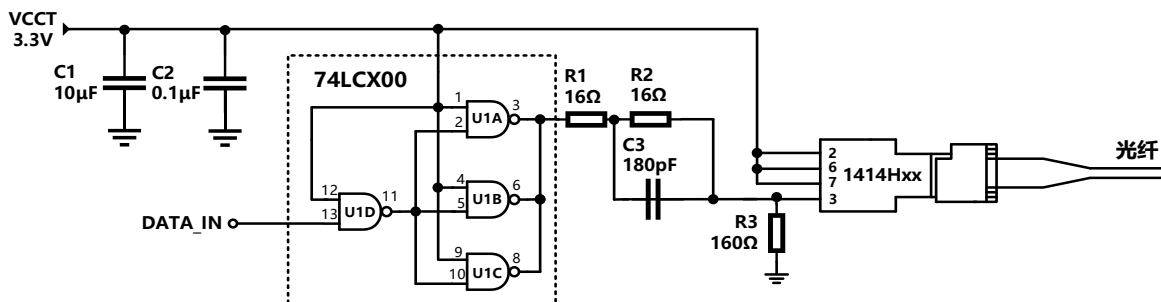 VCCT
3.3V
C1
10μF
C2
0.1μF
74LCX00
1
2
U1A
3
4
5
U1B
6
12
13
U1D
11
DATA_IN
9
10
U1C
8
R1
16Ω
R2
16Ω
C3
180pF
R3
160Ω
2
6
7
3
1414Hxx
光纤